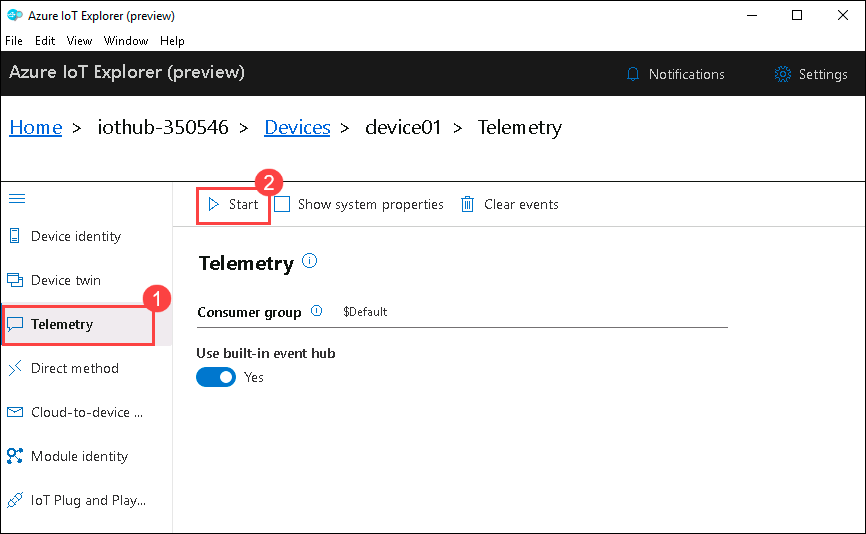 Azure IoT Explorer (preview)
File Edit View Window Help
Azure IoT Explorer (preview) Notifications Settings
Home > iothub-350546 > Devices > device01 > Telemetry
2
Start Show system properties Clear events
Device identity
Device twin
1
Telemetry
Direct method
Cloud-to-device ...
Module identity
IoT Plug and Play...
Telemetry
Consumer group $Default
Use built-in event hub
Yes